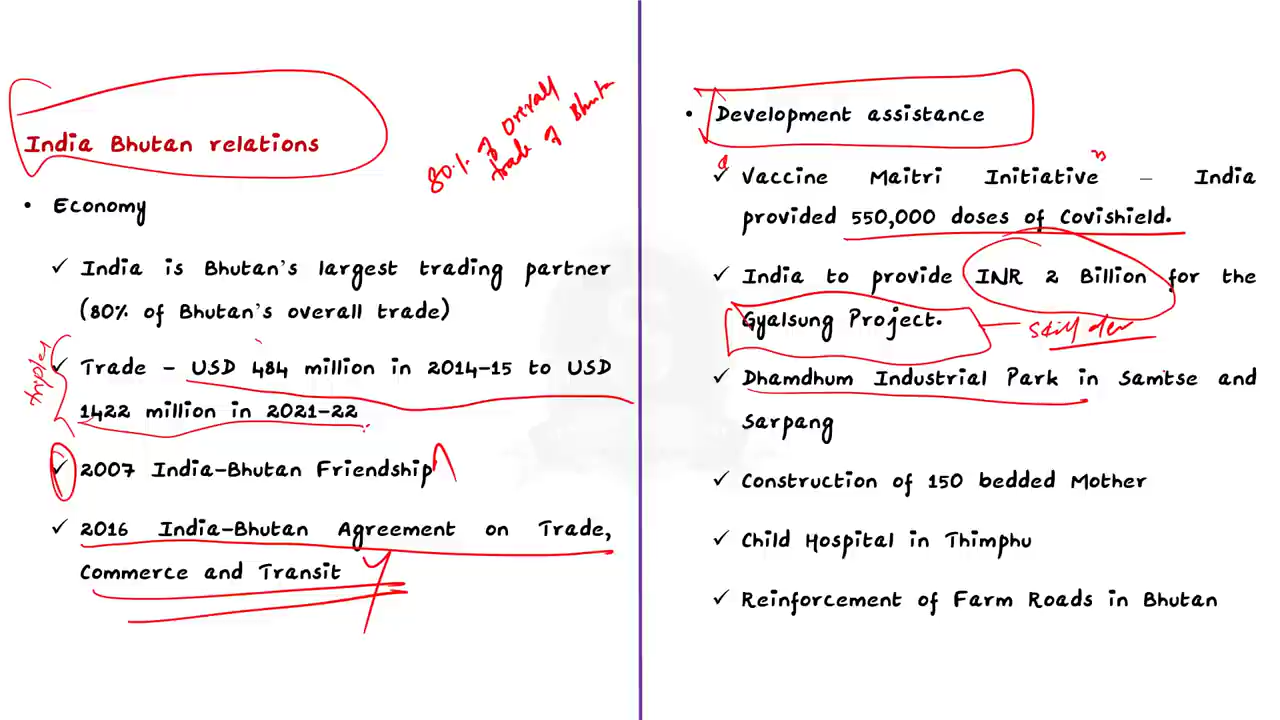 India Bhutan relations
80% of overall
trade of Bhuta
• Economy
✓ India is Bhutan's largest trading partner
(80% of Bhutan's overall trade)
✓ Trade – USD 484 million in 2014-15 to USD
1422 million in 2021-22
triples
✓ 2007 India-Bhutan Friendship
✓ 2016 India-Bhutan Agreement on Trade,
Commerce and Transit
• Development assistance
✓ Vaccine Maitri Initiative – India
provided 550,000 doses of Covishield.
✓ India to provide INR 2 Billion for the
Gyalsung Project.
skill dev
✓ Dhamdhum Industrial Park in Samtse and
Sarpang
✓ Construction of 150 bedded Mother
✓ Child Hospital in Thimphu
✓ Reinforcement of Farm Roads in Bhutan